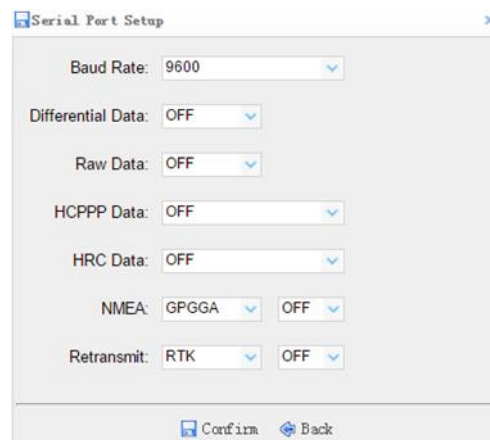 Serial Port Setup
Baud Rate: 9600
Differential Data: OFF
Raw Data: OFF
HCPPP Data: OFF
HRC Data: OFF
NMEA: GPGGA OFF
Retransmit: RTK OFF
Confirm Back